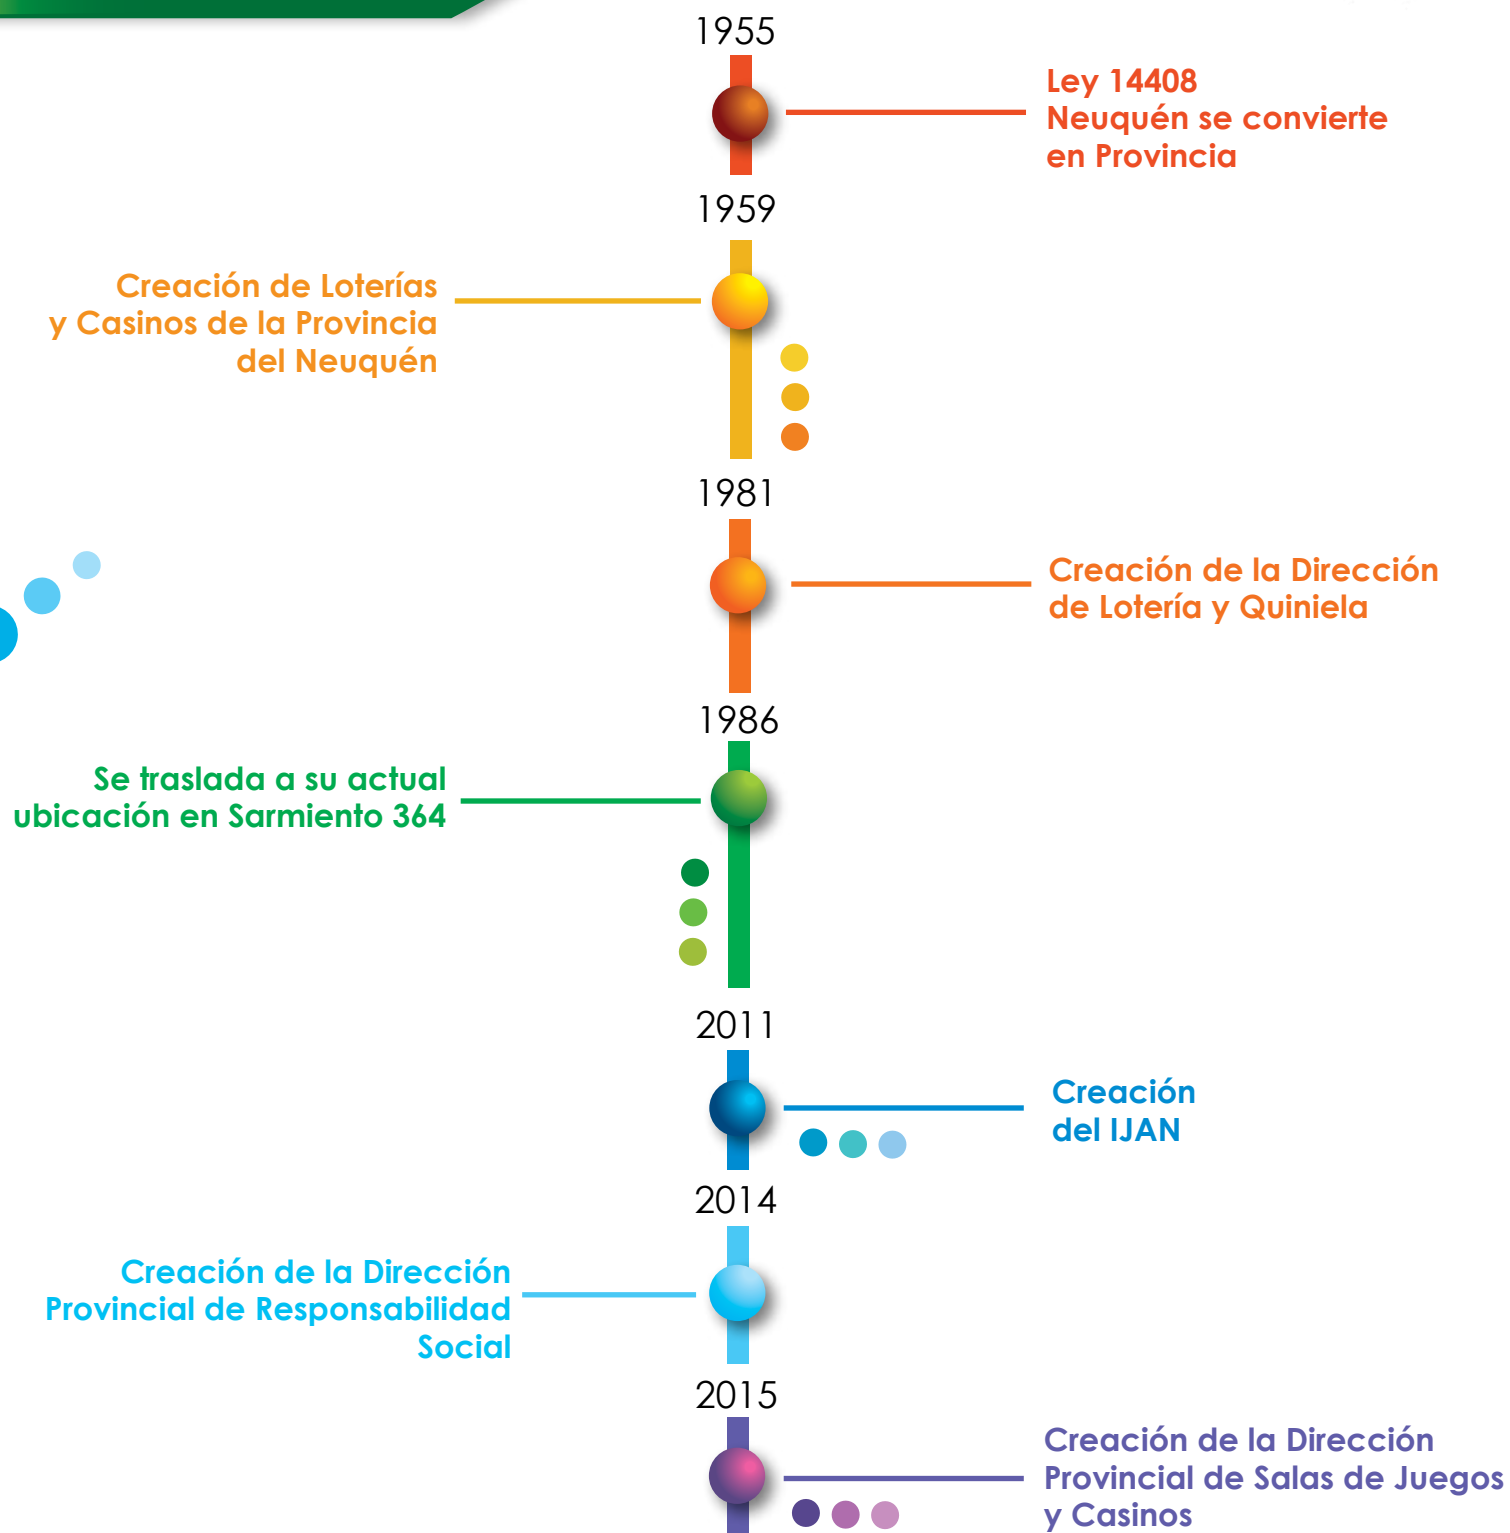 1955
Ley 14408
Neuquén se convierte
en Provincia
1959
Creación de Loterías
y Casinos de la Provincia
del Neuquén
1981
Creación de la Dirección
de Lotería y Quiniela
1986
Se traslada a su actual
ubicación en Sarmiento 364
2011
Creación
del IJAN
2014
Creación de la Dirección
Provincial de Responsabilidad
Social
2015
Creación de la Dirección
Provincial de Salas de Juegos
y Casinos